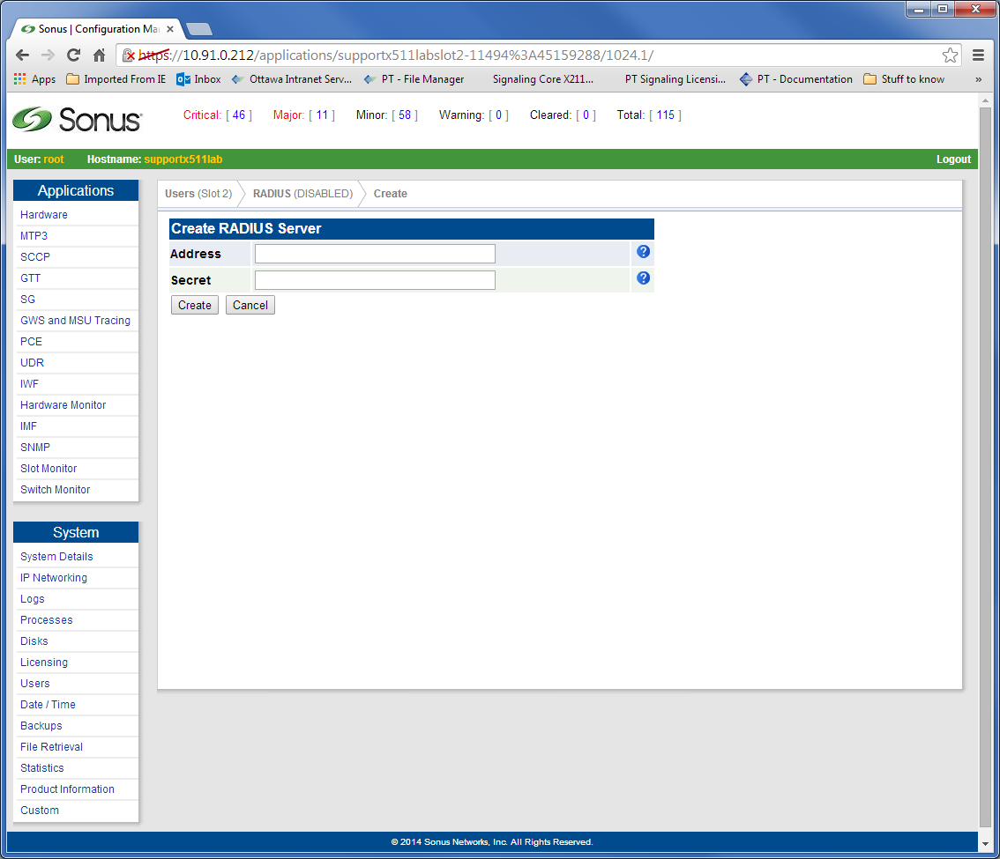 Sonus | Configuration Ma
https://10.91.0.212/applications/supportx511labslot2-11494%3A45159288/1024.1/
Apps Imported From IE Inbox Ottawa Intranet Serv... PT - File Manager Signaling Core X211... PT Signaling Licensi... PT - Documentation Stuff to know »
Sonus Critical: [ 46 ] Major: [ 11 ] Minor: [ 58 ] Warning: [ 0 ] Cleared: [ 0 ] Total: [ 115 ]
User: root Hostname: supportx511lab Logout
Applications
Hardware
MTP3
SCCP
GTT
SG
GWS and MSU Tracing
PCE
UDR
IWF
Hardware Monitor
IMF
SNMP
Slot Monitor
Switch Monitor
System
System Details
IP Networking
Logs
Processes
Disks
Licensing
Users
Date / Time
Backups
File Retrieval
Statistics
Product Information
Custom
Users (Slot 2) RADIUS (DISABLED) Create
Create RADIUS Server
Address ?
Secret ?
Create Cancel
© 2014 Sonus Networks, Inc. All Rights Reserved.